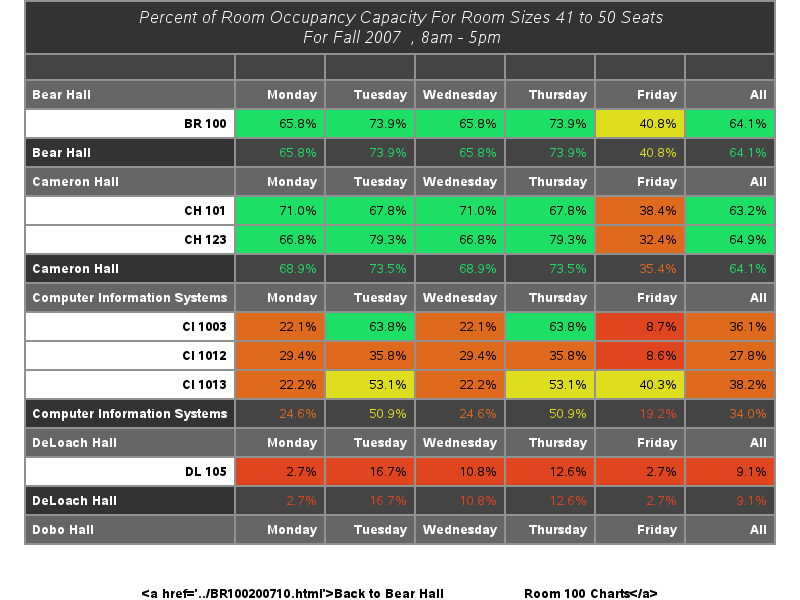 Percent of Room Occupancy Capacity For Room Sizes 41 to 50 Seats
For Fall 2007 , 8am - 5pm
Bear Hall Monday Tuesday Wednesday Thursday Friday All
BR 100 65.8% 73.9% 65.8% 73.9% 40.8% 64.1%
Bear Hall 65.8% 73.9% 65.8% 73.9% 40.8% 64.1%
Cameron Hall Monday Tuesday Wednesday Thursday Friday All
CH 101 71.0% 67.8% 71.0% 67.8% 38.4% 63.2%
CH 123 66.8% 79.3% 66.8% 79.3% 32.4% 64.9%
Cameron Hall 68.9% 73.5% 68.9% 73.5% 35.4% 64.1%
Computer Information Systems Monday Tuesday Wednesday Thursday Friday All
CI 1003 22.1% 63.8% 22.1% 63.8% 8.7% 36.1%
CI 1012 29.4% 35.8% 29.4% 35.8% 8.6% 27.8%
CI 1013 22.2% 53.1% 22.2% 53.1% 40.3% 38.2%
Computer Information Systems 24.6% 50.9% 24.6% 50.9% 19.2% 34.0%
DeLoach Hall Monday Tuesday Wednesday Thursday Friday All
DL 105 2.7% 16.7% 10.8% 12.6% 2.7% 9.1%
DeLoach Hall 2.7% 16.7% 10.8% 12.6% 2.7% 9.1%
Dobo Hall Monday Tuesday Wednesday Thursday Friday All
<a href='../BR100200710.html'>Back to Bear Hall Room 100 Charts</a>